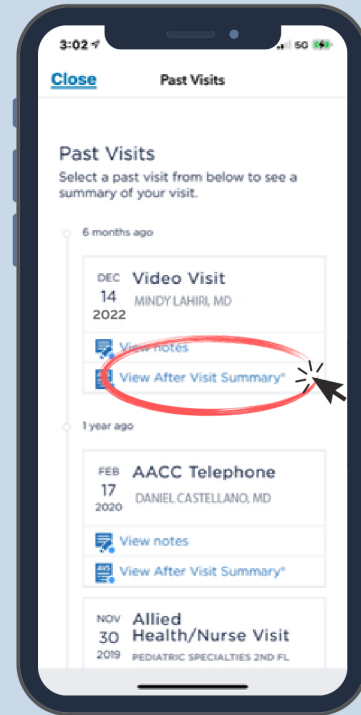 3:02 5G
Close Past Visits
Past Visits
Select a past visit from below to see a
summary of your visit.
6 months ago
DEC Video Visit
14 MINDY LAHIRI, MD
2022
View notes
View After Visit Summary®
1 year ago
FEB AACC Telephone
17 DANIEL CASTELLANO, MD
2020
View notes
AVS View After Visit Summary®
NOV Allied
30 Health/Nurse Visit
2019 PEDIATRIC SPECIALTIES 2ND FL